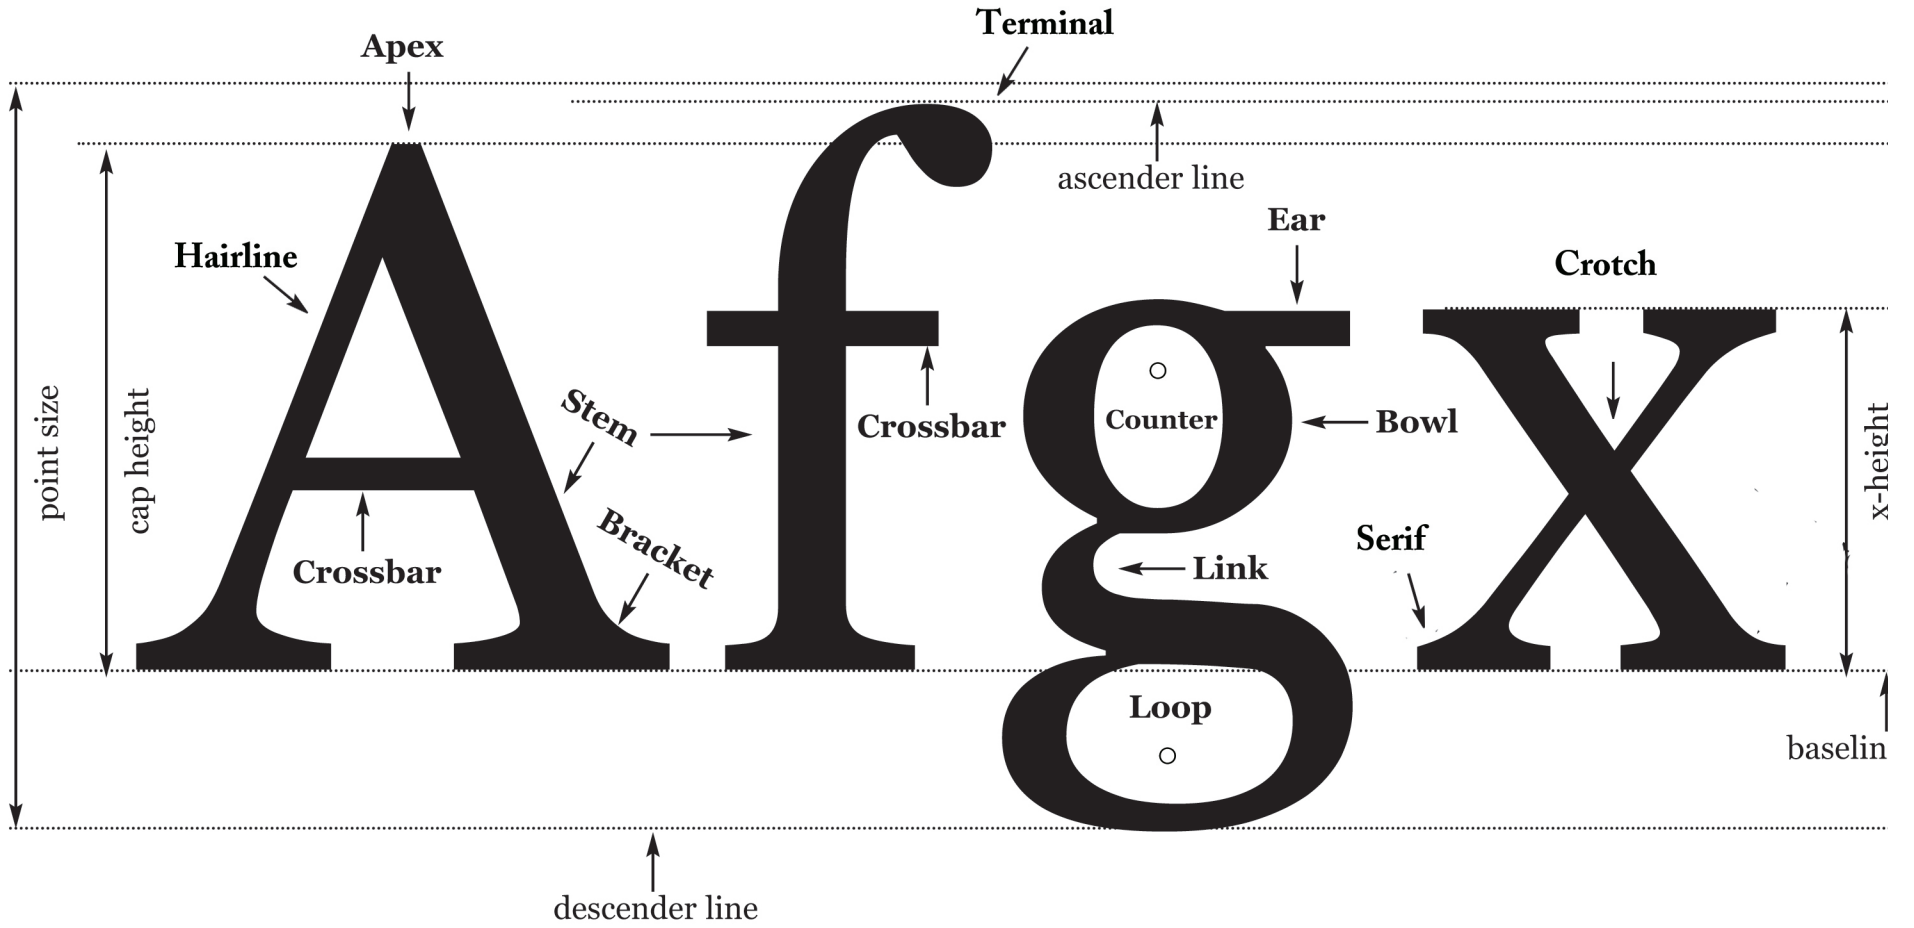 Terminal
Apex
ascender line
Ear
Hairline
Crotch
Afgx
point size
cap height
Stem
Crossbar
Counter
Bowl
x-height
Bracket
Serif
Crossbar
Link
Loop
baselin
descender line